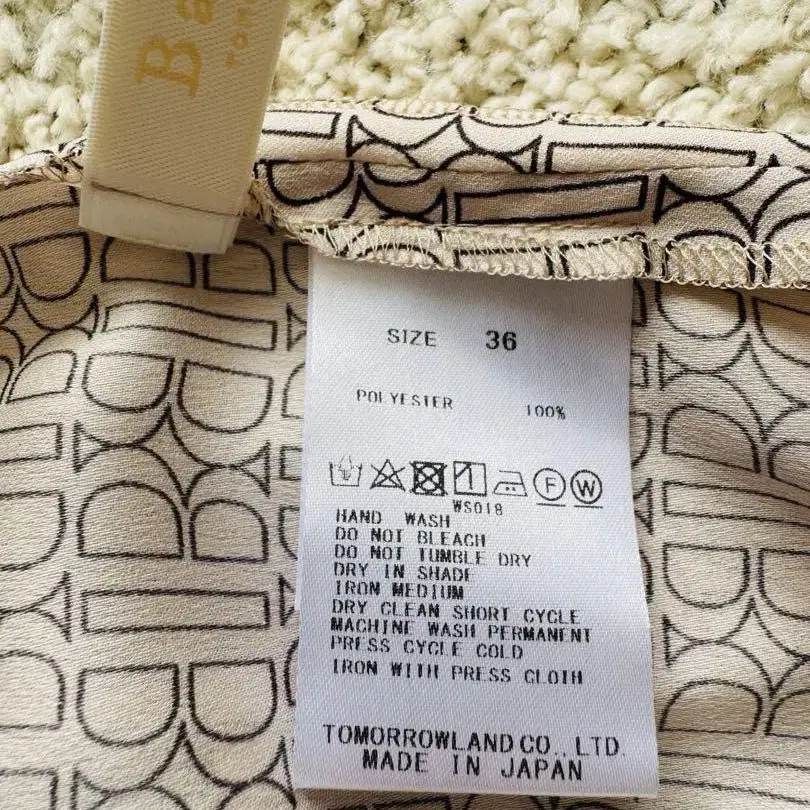 Ba
SIZE 36
POLYESTER 100%
F W
WS018
HAND WASH
DO NOT BLEACH
DO NOT TUMBLE DRY
DRY IN SHADE
IRON MEDIUM
DRY CLEAN SHORT CYCLE
MACHINE WASH PERMANENT
PRESS CYCLE COLD
IRON WITH PRESS CLOTH
TOMORROWLAND CO., LTD.
MADE IN JAPAN